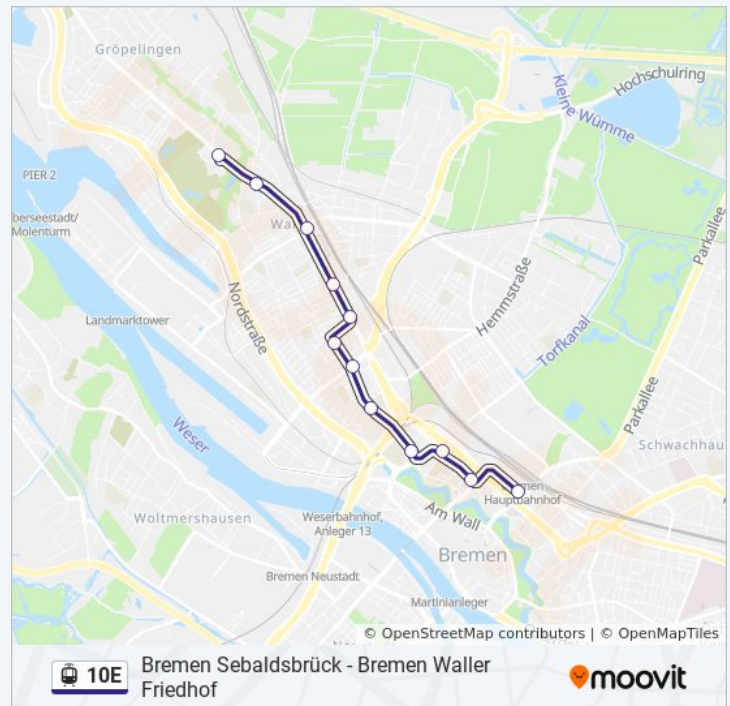 Gröpelingen
Hochschulring
Kleine Wümme
PIER 2
berseestadt/
Molenturm
Wal
Parkallee
Nordstraße
Hemmstraße
Landmarktower
Torfkanal
Parkallee
Weser
Schwachhau
men
Hauptbahnhof
Am Wall
Woltmershausen
Weserbahnhof,
Anleger 13
Bremen
Bremen Neustadt
Martinianleger
© OpenStreetMap contributors | © OpenMapTiles
10E
Bremen Sebaldsbrück - Bremen Waller
Friedhof
moovit